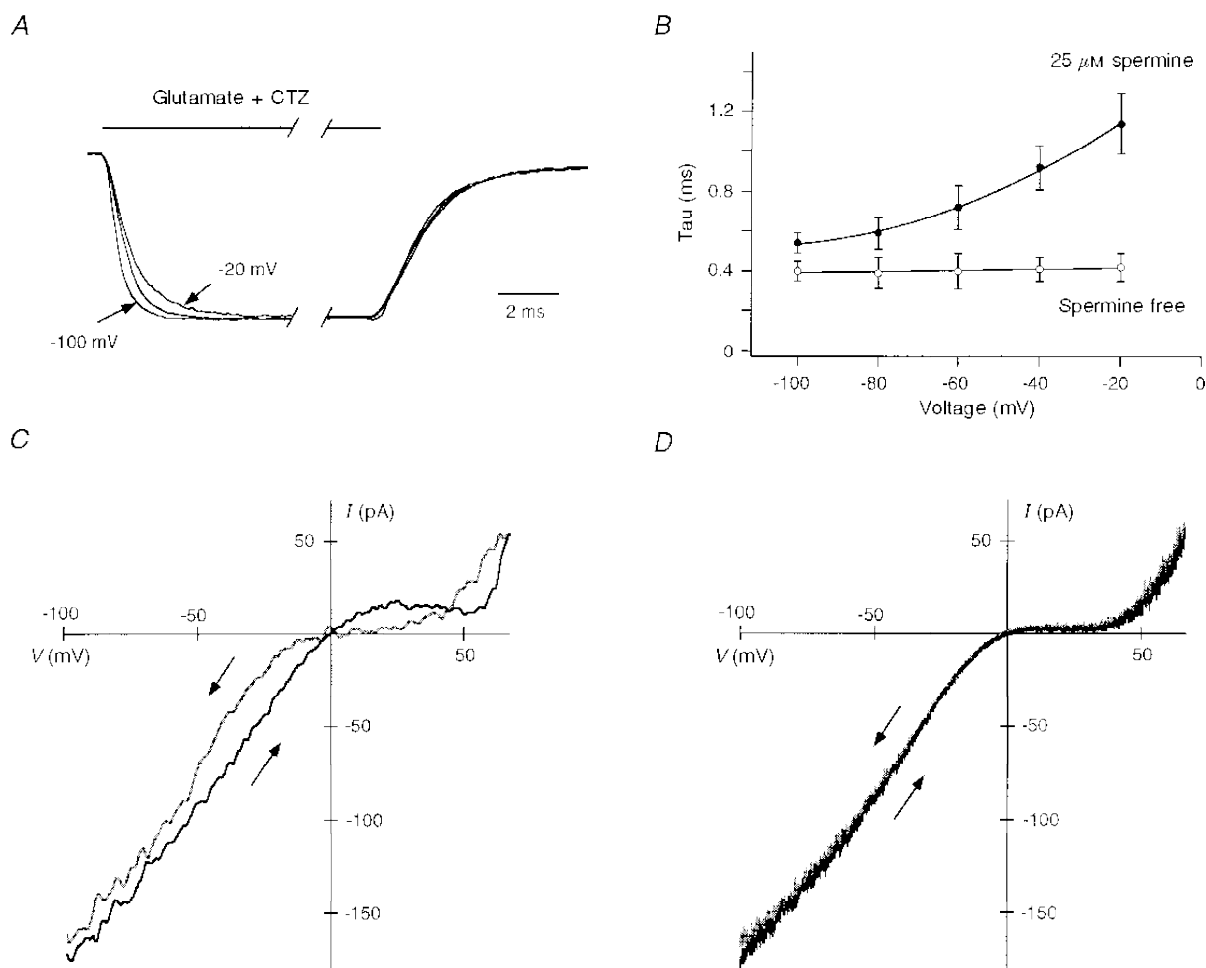 A
Glutamate + CTZ
-20 mV
-100 mV
2 ms
B
25 μM spermine
1.2
0.8
0.4
0
Tau (ms)
Spermine free
-100
-80
-60
-40
-20
0
Voltage (mV)
C
I (pA)
50
-100
-50
50
V (mV)
-50
-100
-150
D
I (pA)
50
-100
-50
50
V (mV)
-50
-100
-150